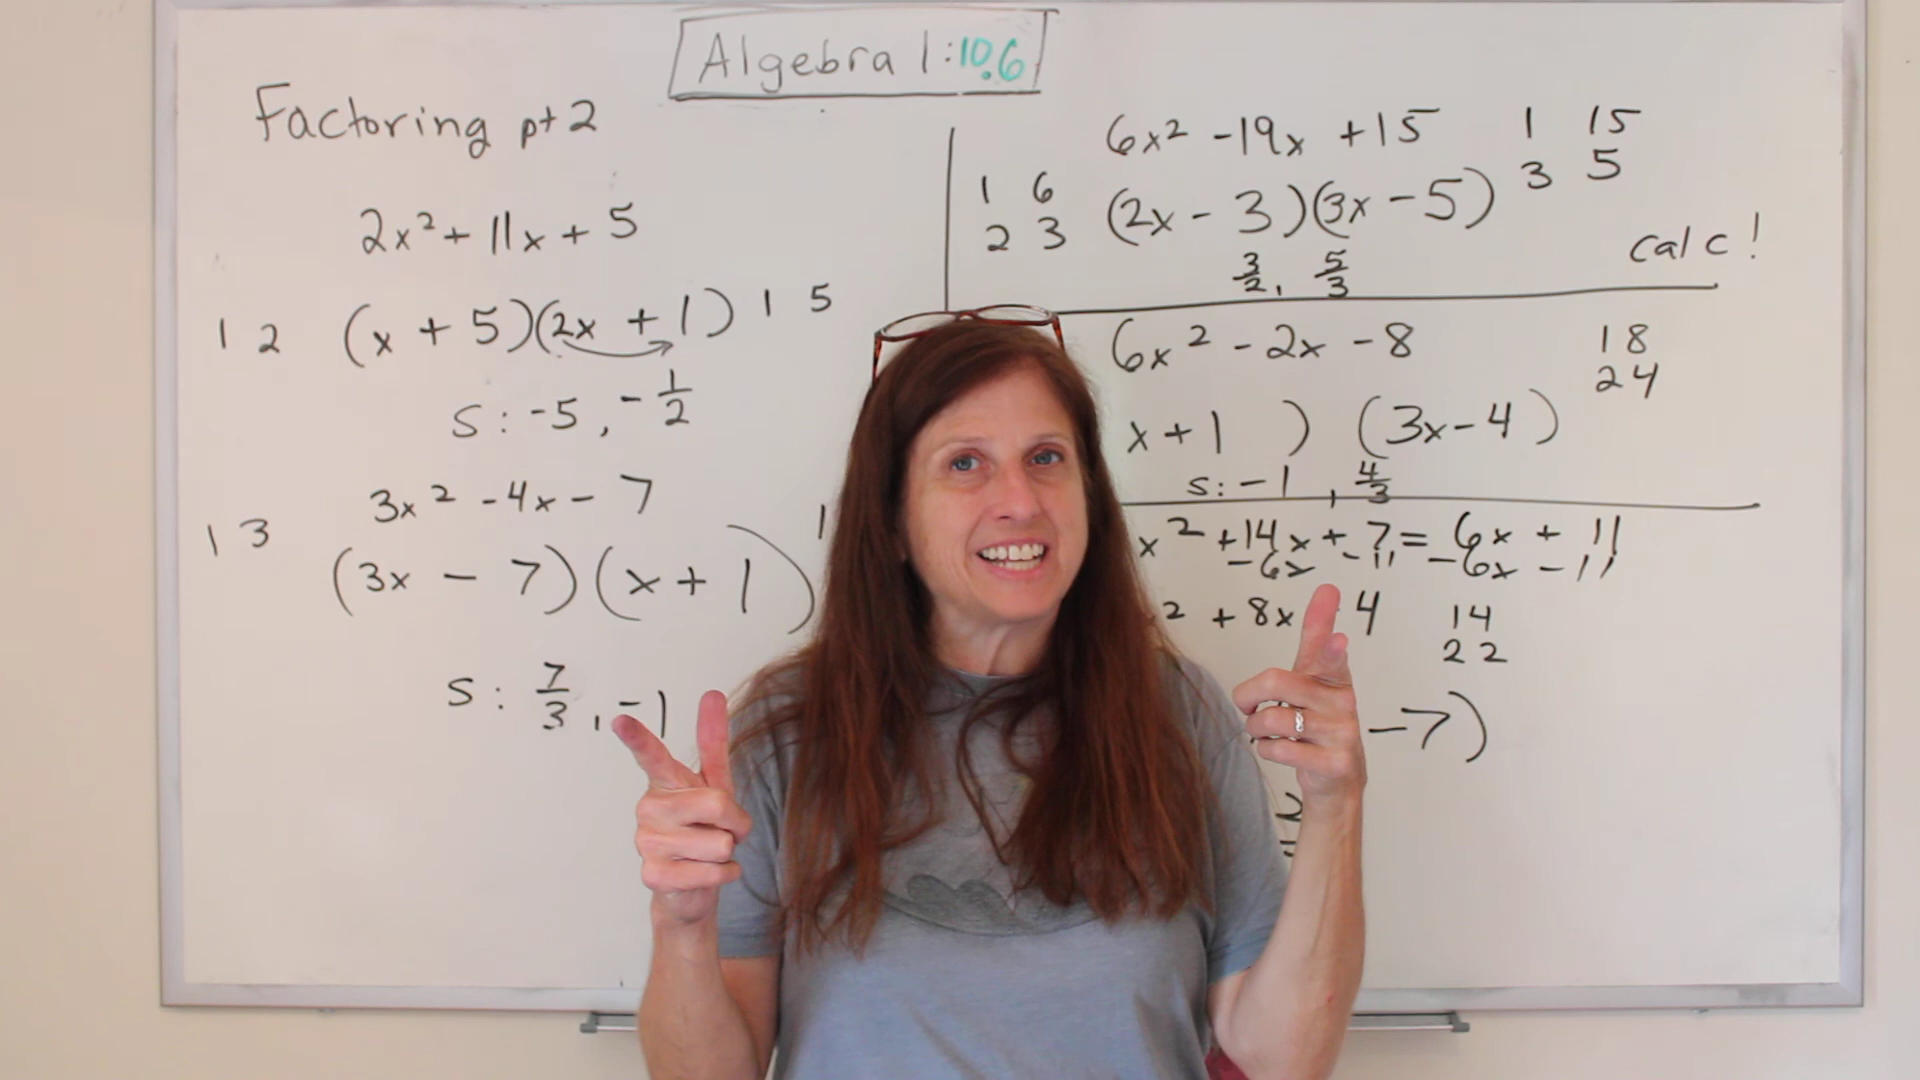 Algebra 1:10.6
Factoring pt 2
2x² + 11x + 5
1 2 (x + 5)(2x + 1) 1 5
S: -5, -1/2
3x² - 4x - 7
1 3
1
(3x - 7)(x + 1)
S: 7/3, -1
6x² - 19x + 15
1 15
3 5
1 6
2 3
(2x - 3)(3x - 5)
3/2, 5/3
calc!
6x² - 2x - 8
1 8
2 4
x + 1 ) (3x - 4)
S: -1, 4/3
x² + 14x + 7 = 6x + 11
-6x -11 -6x -11
² + 8x 4
1 4
2 2
-7)